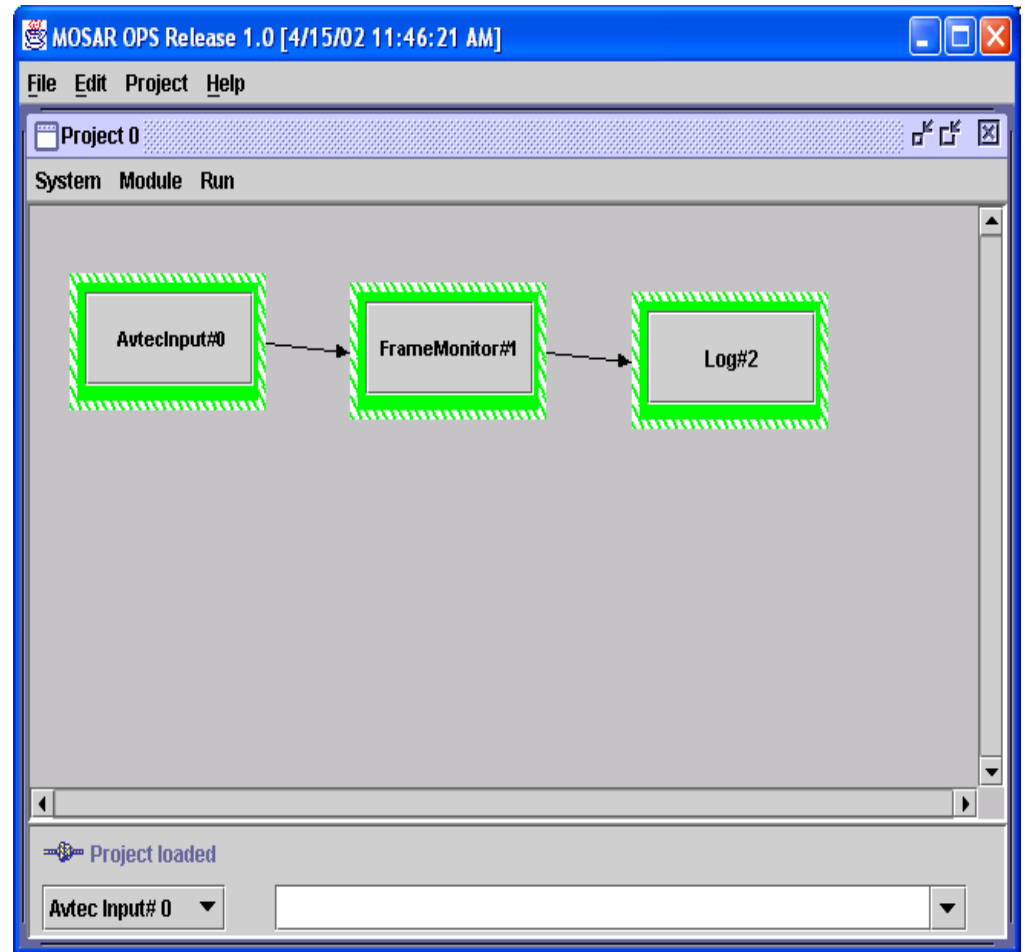 MOSAR OPS Release 1.0 [4/15/02 11:46:21 AM]
File Edit Project Help
Project 0
System Module Run
AvtecInput#0
FrameMonitor#1
Log#2
Project loaded
Avtec Input# 0